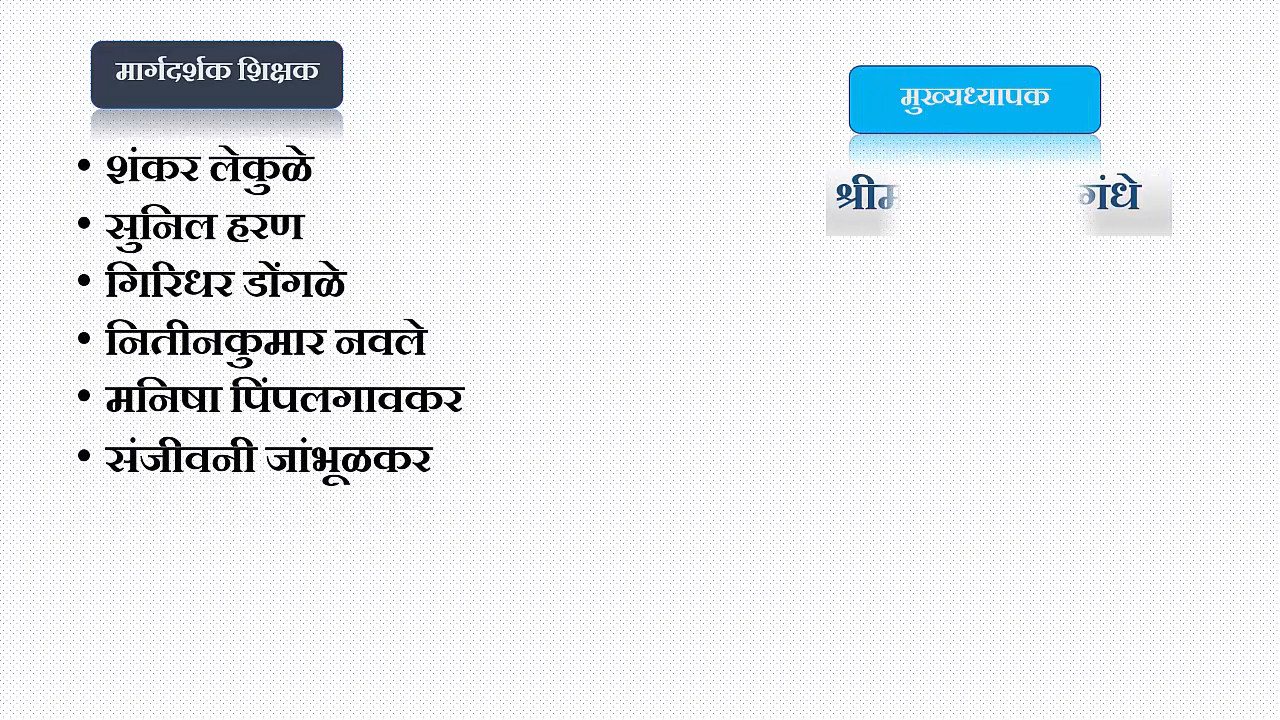 मार्गदर्शक शिक्षक
• शंकर लेकुळे
• सुनिल हरण
• गिरिधर डोंगळे
• नितीनकुमार नवले
• मनिषा पिंपलगावकर
• संजीवनी जांभूळकर
मुख्यध्यापक